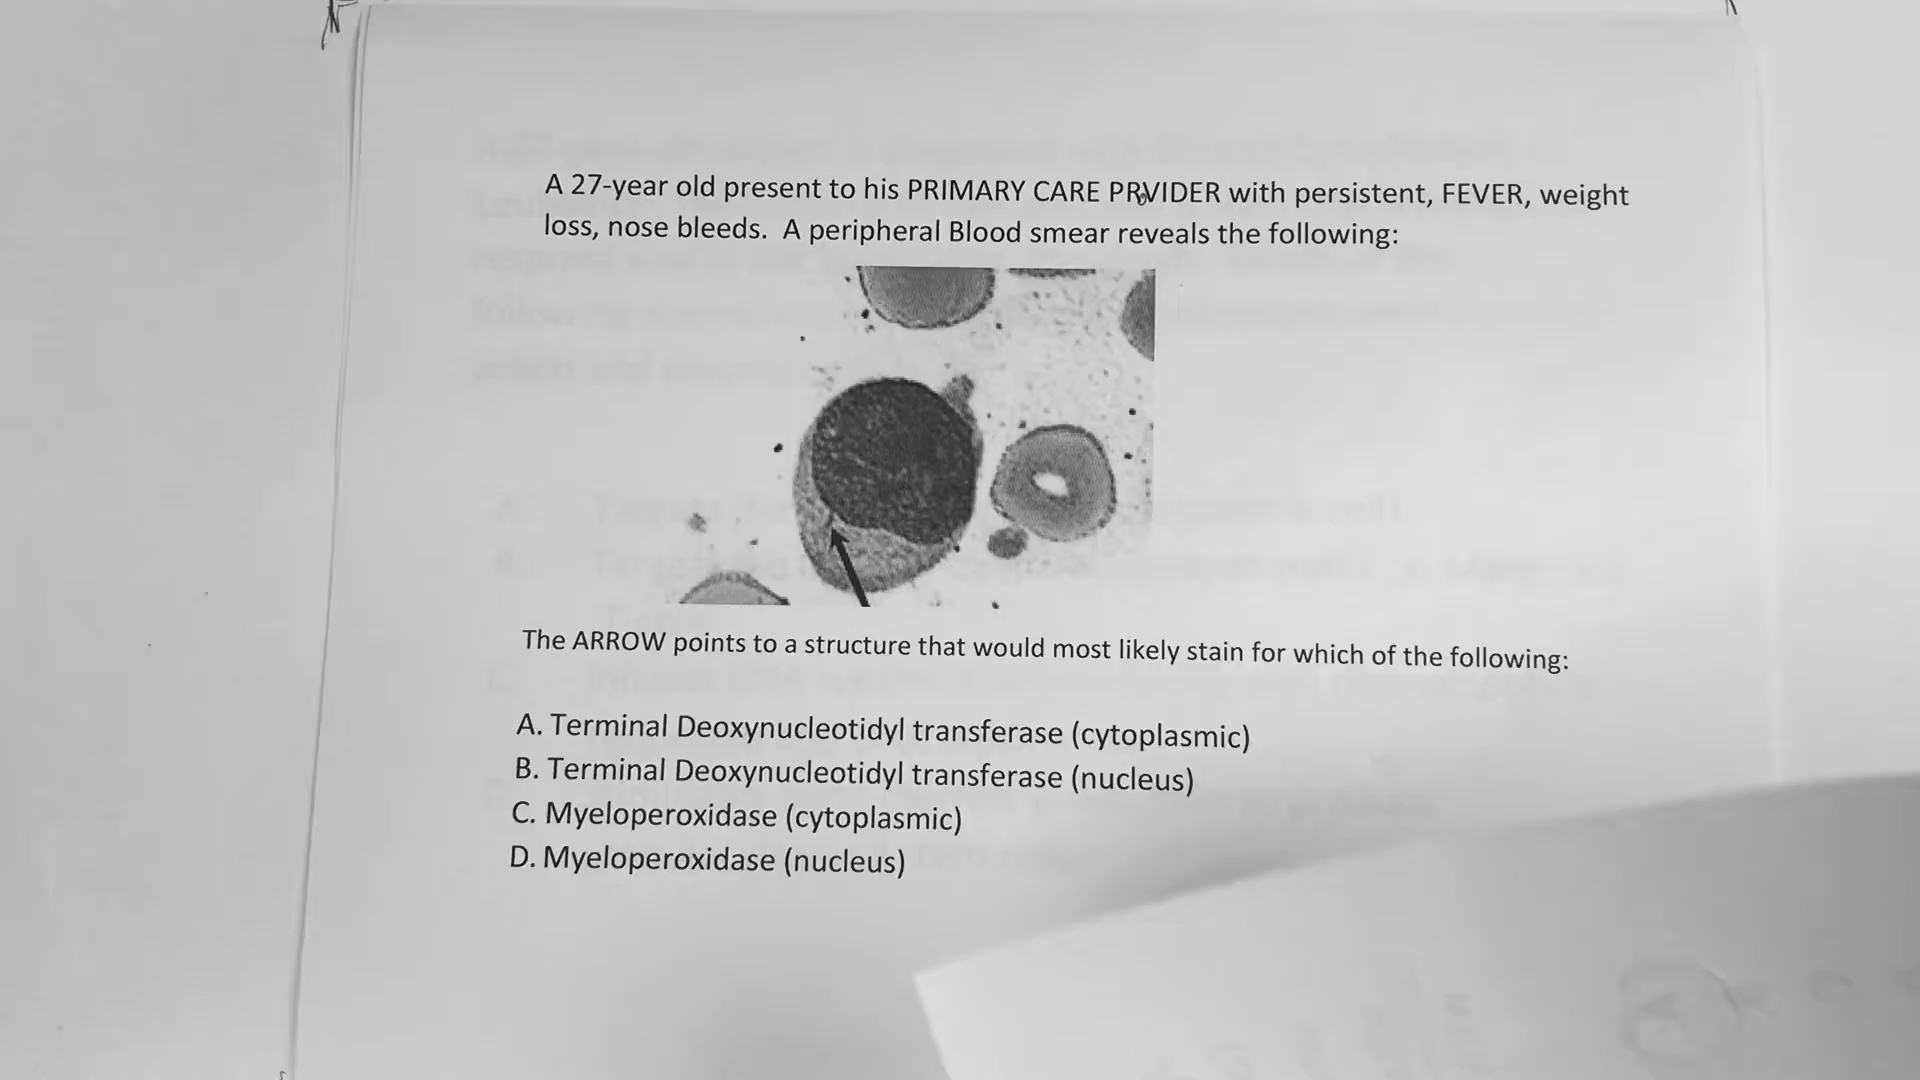 A 27-year old present to his PRIMARY CARE PRVIDER with persistent, FEVER, weight
loss, nose bleeds. A peripheral Blood smear reveals the following:
The ARROW points to a structure that would most likely stain for which of the following:
A. Terminal Deoxynucleotidyl transferase (cytoplasmic)
B. Terminal Deoxynucleotidyl transferase (nucleus)
C. Myeloperoxidase (cytoplasmic)
D. Myeloperoxidase (nucleus)